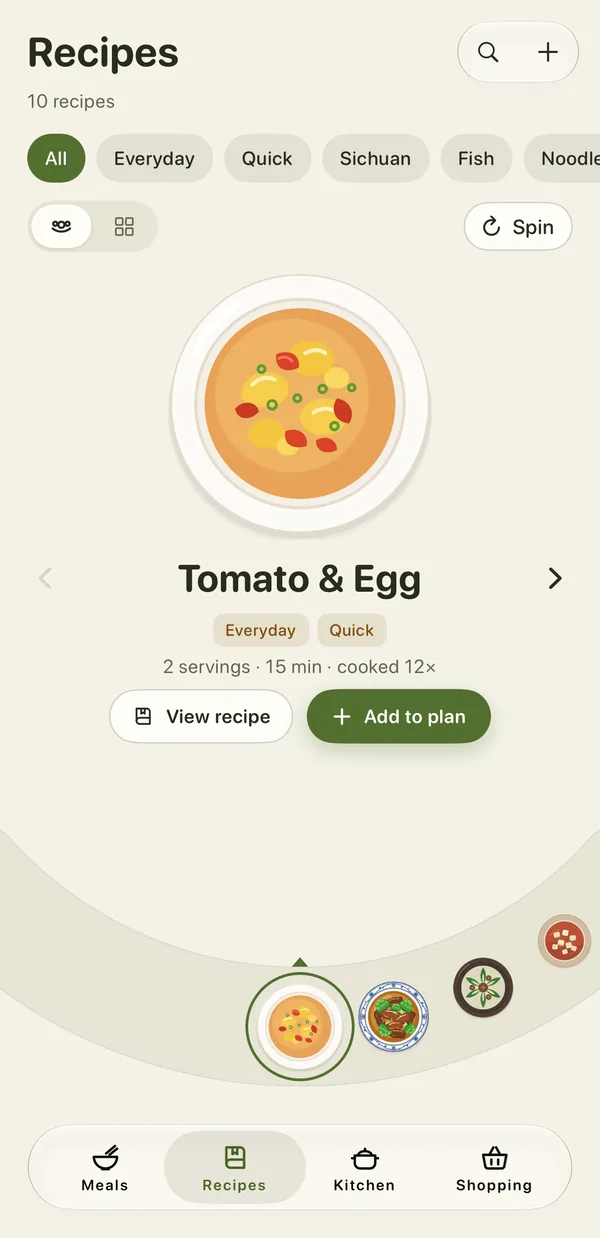 Recipes
10 recipes
All Everyday Quick Sichuan Fish Noodle
Spin
Tomato & Egg
Everyday Quick
2 servings · 15 min · cooked 12×
View recipe Add to plan
Meals Recipes Kitchen Shopping